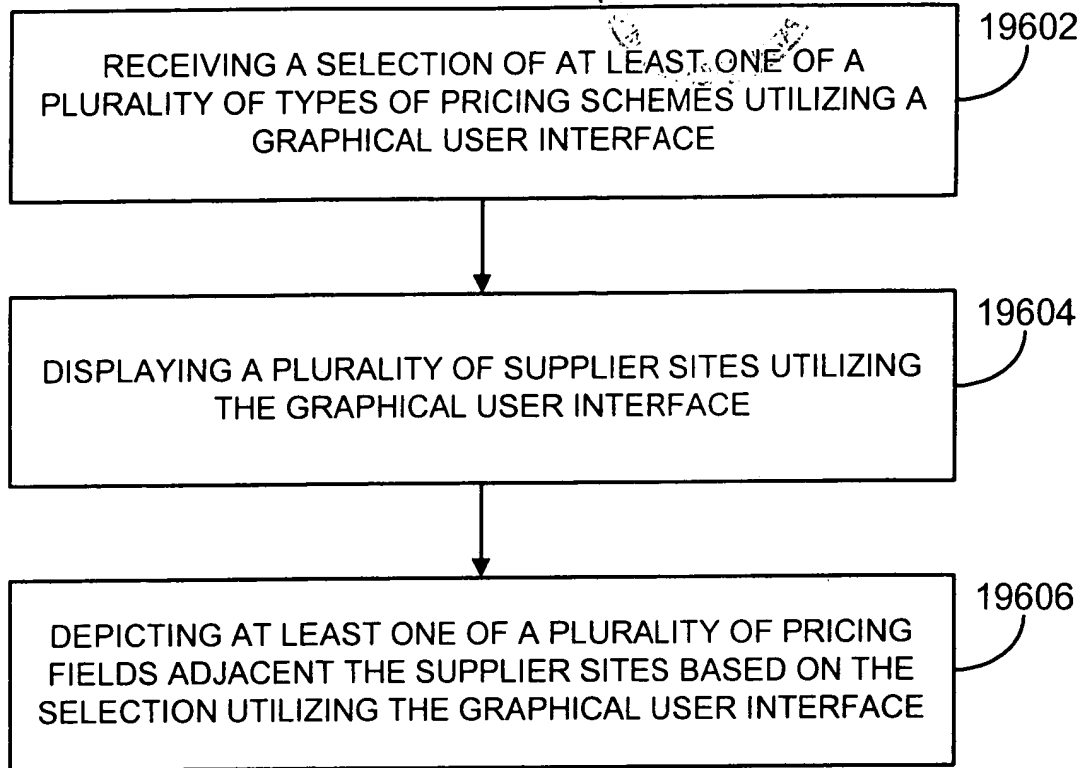 RECEIVING A SELECTION OF AT LEAST ONE OF A
PLURALITY OF TYPES OF PRICING SCHEMES UTILIZING A
GRAPHICAL USER INTERFACE
19602
DISPLAYING A PLURALITY OF SUPPLIER SITES UTILIZING
THE GRAPHICAL USER INTERFACE
19604
DEPICTING AT LEAST ONE OF A PLURALITY OF PRICING
FIELDS ADJACENT THE SUPPLIER SITES BASED ON THE
SELECTION UTILIZING THE GRAPHICAL USER INTERFACE
19606